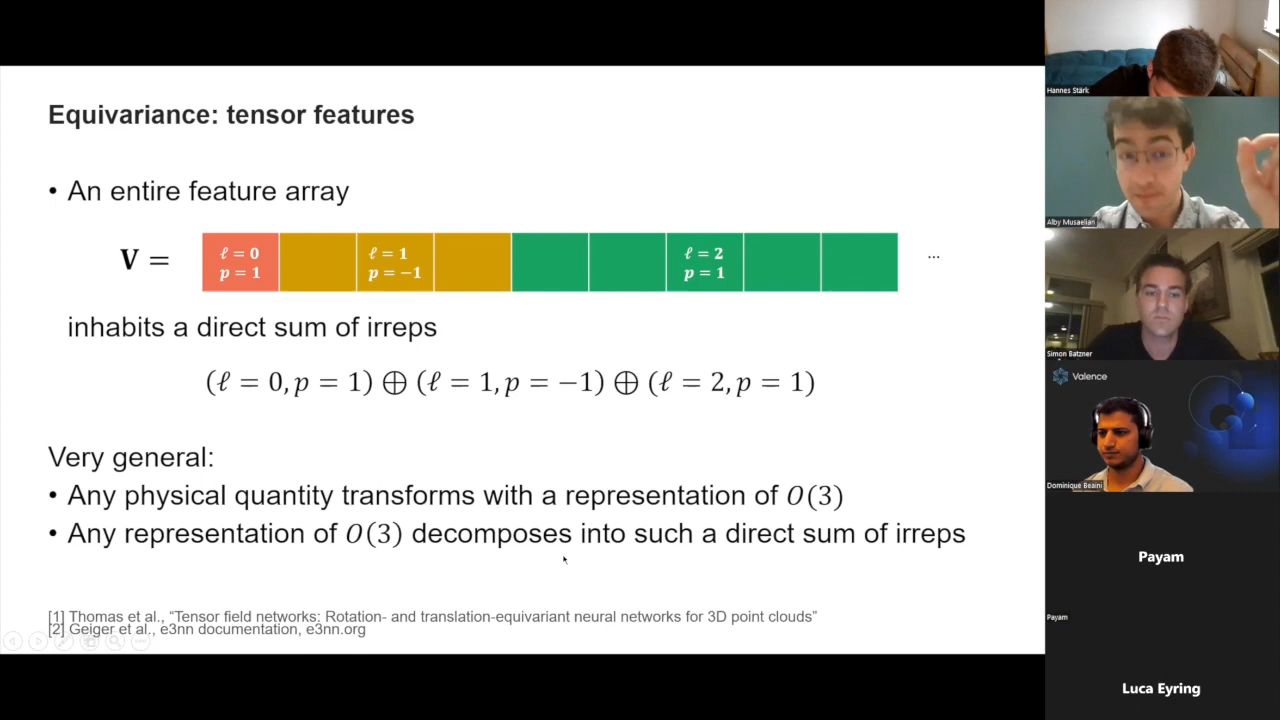 Equivariance: tensor features
• An entire feature array
V =
ℓ = 0
p = 1
ℓ = 1
p = −1
ℓ = 2
p = 1
...
inhabits a direct sum of irreps
(ℓ = 0, p = 1) ⊕ (ℓ = 1, p = −1) ⊕ (ℓ = 2, p = 1)
Very general:
• Any physical quantity transforms with a representation of O(3)
• Any representation of O(3) decomposes into such a direct sum of irreps
[1] Thomas et al., “Tensor field networks: Rotation- and translation-equivariant neural networks for 3D point clouds”
[2] Geiger et al., e3nn documentation, e3nn.org
Hannes Stärk
Alby Musaelian
Simon Batzner
Valence
Dominique Beaini
Payam
Payam
Luca Eyring